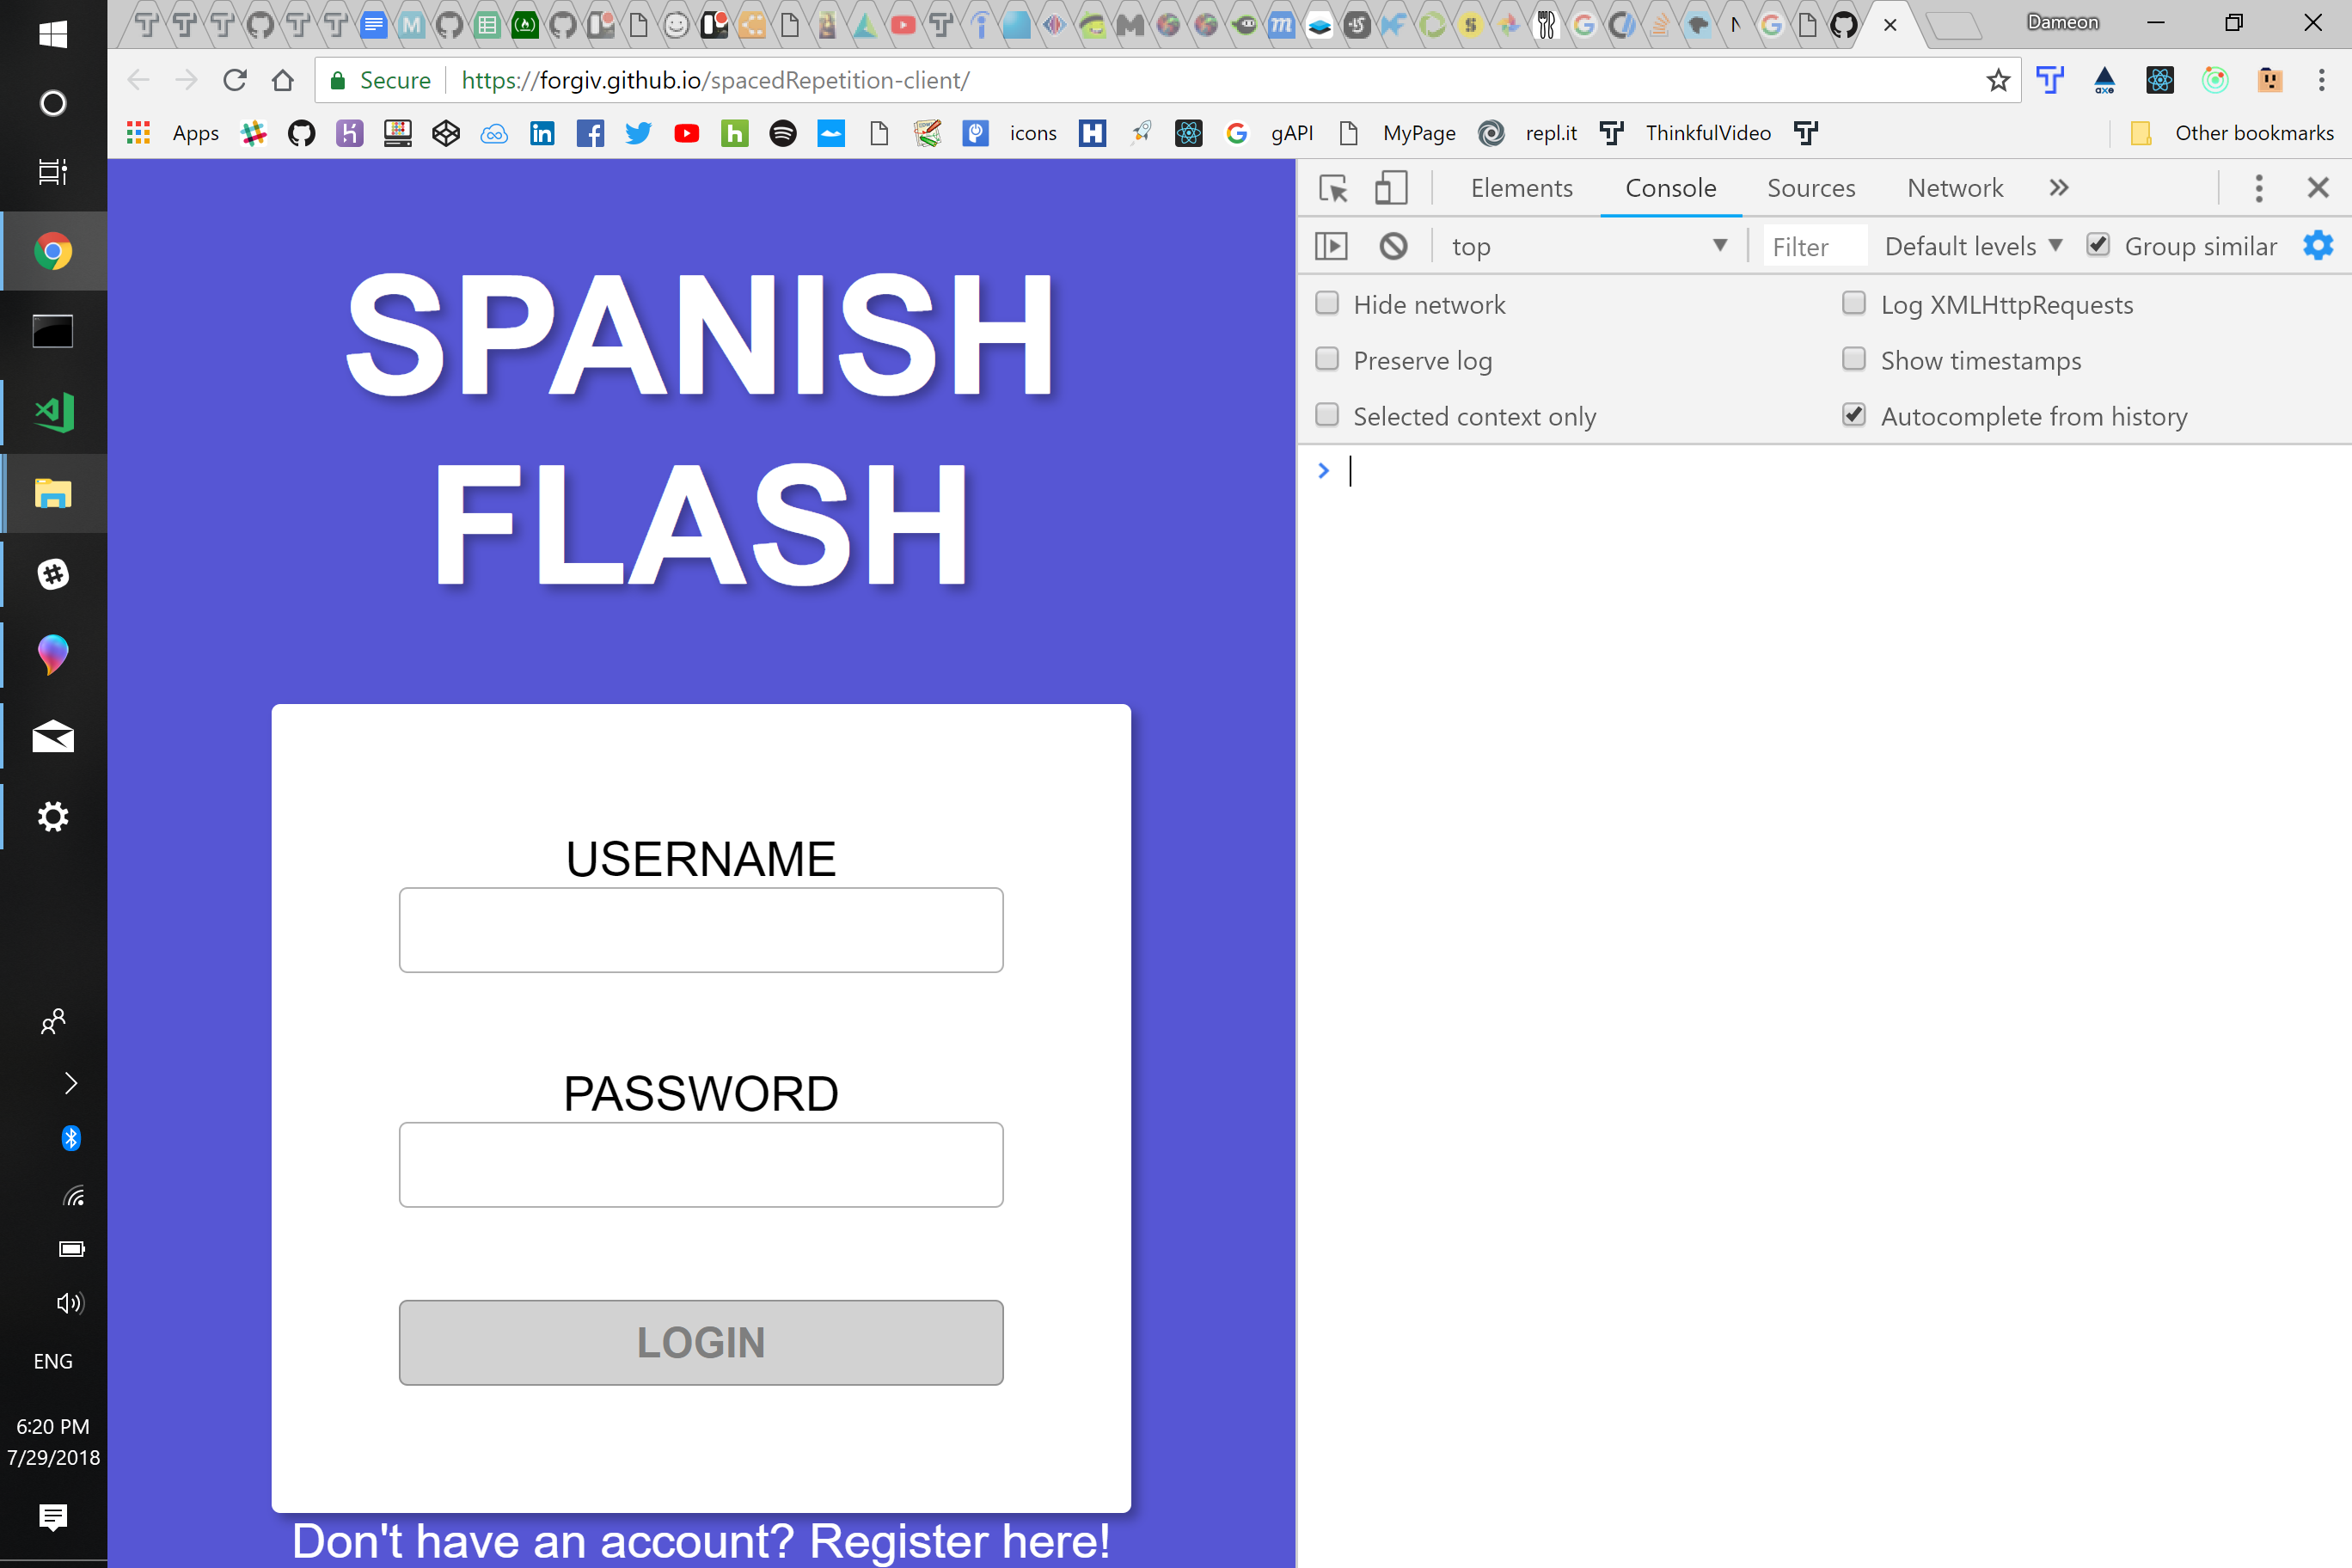 Dameon
Secure
https://forgiv.github.io/spacedRepetition-client/
Apps
icons
gAPI
MyPage
repl.it
ThinkfulVideo
Other bookmarks
SPANISH
FLASH
USERNAME
PASSWORD
LOGIN
Don't have an account? Register here!
Elements
Console
Sources
Network
top
Filter
Default levels
Group similar
Hide network
Log XMLHttpRequests
Preserve log
Show timestamps
Selected context only
Autocomplete from history
ENG
6:20 PM
7/29/2018